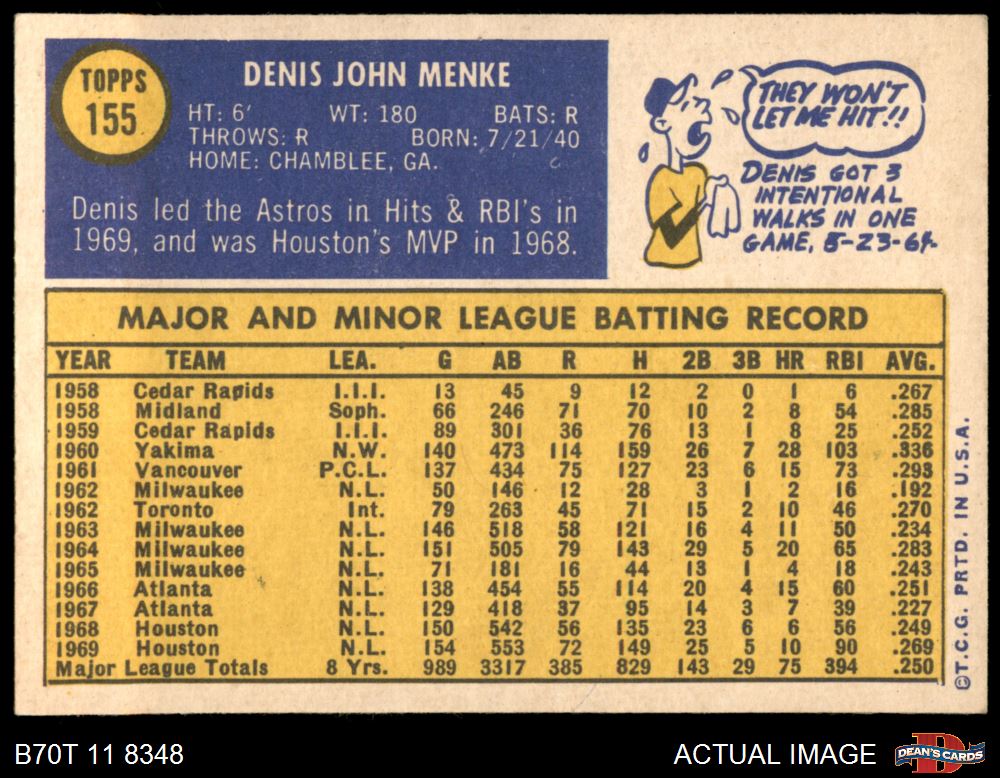 TOPPS
155
DENIS JOHN MENKE
HT: 6' WT: 180 BATS: R
THROWS: R BORN: 7/21/40
HOME: CHAMBLEE, GA.
Denis led the Astros in Hits & RBI's in
1969, and was Houston's MVP in 1968.
THEY WON'T
LET ME HIT!!
DENIS GOT 3
INTENTIONAL
WALKS IN ONE
GAME, 5-23-64.
MAJOR AND MINOR LEAGUE BATTING RECORD
YEAR TEAM LEA. G AB R H 2B 3B HR RBI AVG.
1958 Cedar Rapids I.I.I. 13 45 9 12 2 0 1 6 .267
1958 Midland Soph. 66 246 71 70 10 2 8 54 .285
1959 Cedar Rapids I.I.I. 89 301 36 76 13 1 8 25 .252
1960 Yakima N.W. 140 473 114 159 26 7 28 103 .336
1961 Vancouver P.C.L. 137 434 75 127 23 6 15 73 .293
1962 Milwaukee N.L. 50 146 12 28 3 1 2 16 .192
1962 Toronto Int. 79 263 45 71 15 2 10 46 .270
1963 Milwaukee N.L. 146 518 58 121 16 4 11 50 .234
1964 Milwaukee N.L. 151 505 79 143 29 5 20 65 .283
1965 Milwaukee N.L. 71 181 16 44 13 1 4 18 .243
1966 Atlanta N.L. 138 454 55 114 20 4 15 60 .251
1967 Atlanta N.L. 129 418 37 95 14 3 7 39 .227
1968 Houston N.L. 150 542 56 135 23 6 6 56 .249
1969 Houston N.L. 154 553 72 149 25 5 10 90 .269
Major League Totals 8 Yrs. 989 3317 385 829 143 29 75 394 .250
©T.C.G. PRTD. IN U.S.A.
B70T 11 8348
ACTUAL IMAGE
DEAN'S CARDS